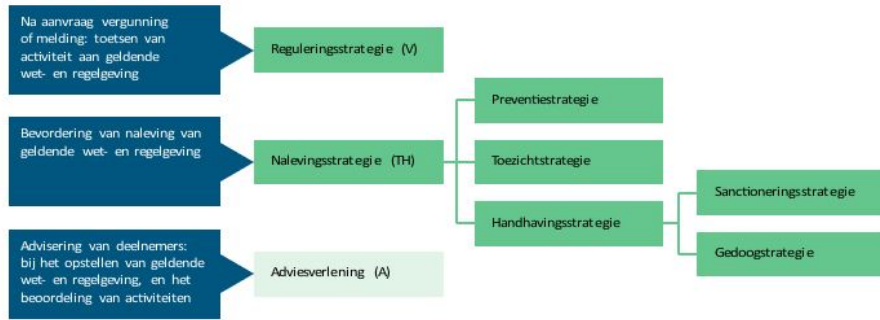 Na aanvraag vergunning
of melding: toetsen van
activiteit aan geldende
wet- en regelgeving
Reguleringsstrategie (V)
Preventiestrategie
Bevordering van naleving van
geldende wet- en regelgeving
Nalevingsstrategie (TH)
Toezichtstrategie
Sanctioneringsstrategie
Handhavingsstrategie
Gedoogstrategie
Advisering van deelnemers:
bij het opstellen van geldende
wet- en regelgeving, en het
beoordeling van activiteiten
Adviesverlening (A)